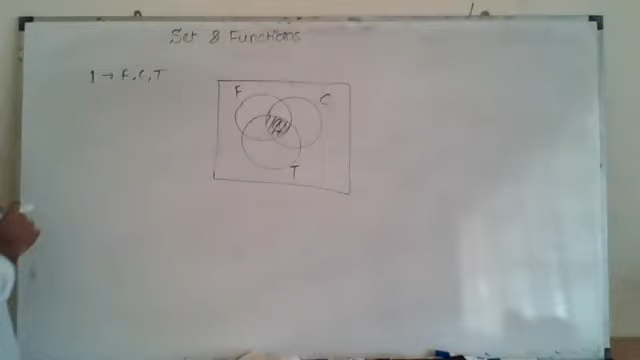 Set & Functions
1 → F, C, T
F
C
T